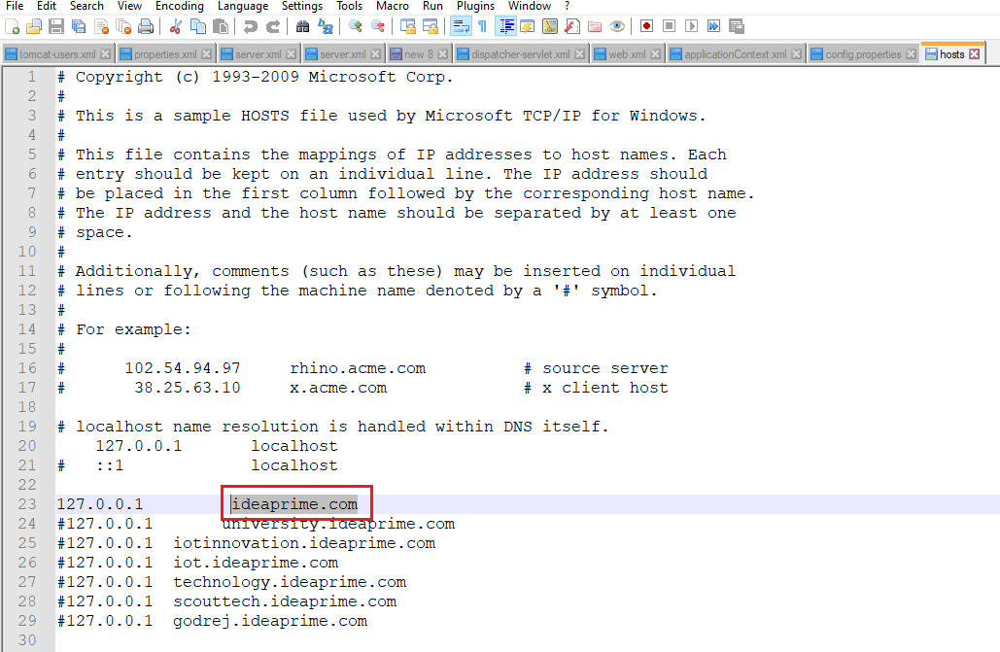 File Edit Search View Encoding Language Settings Tools Macro Run Plugins Window ?
tomcat-users.xml properties.xml server.xml server.xml new 8 dispatcher-servlet.xml web.xml applicationContext.xml config.properties hosts
1 # Copyright (c) 1993-2009 Microsoft Corp.
2 #
3 # This is a sample HOSTS file used by Microsoft TCP/IP for Windows.
4 #
5 # This file contains the mappings of IP addresses to host names. Each
6 # entry should be kept on an individual line. The IP address should
7 # be placed in the first column followed by the corresponding host name.
8 # The IP address and the host name should be separated by at least one
9 # space.
10 #
11 # Additionally, comments (such as these) may be inserted on individual
12 # lines or following the machine name denoted by a '#' symbol.
13 #
14 # For example:
15 #
16 # 102.54.94.97 rhino.acme.com # source server
17 # 38.25.63.10 x.acme.com # x client host
18
19 # localhost name resolution is handled within DNS itself.
20 127.0.0.1 localhost
21 # ::1 localhost
22
23 127.0.0.1 ideaprime.com
24 #127.0.0.1 university.ideaprime.com
25 #127.0.0.1 iotinnovation.ideaprime.com
26 #127.0.0.1 iot.ideaprime.com
27 #127.0.0.1 technology.ideaprime.com
28 #127.0.0.1 scouttech.ideaprime.com
29 #127.0.0.1 godrej.ideaprime.com
30